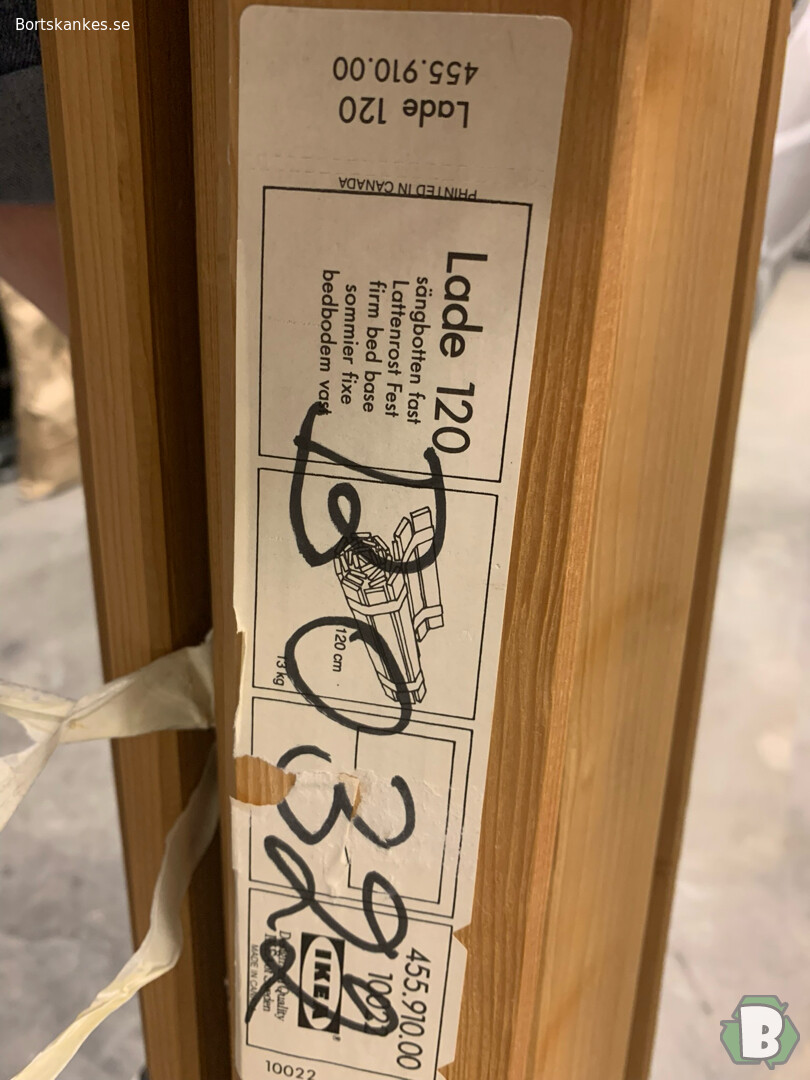 Bortskankes.se
Lade 120
455.910.00
PRINTED IN CANADA
Lade 120
sängbotten fast
Lattenrost Fest
firm bed base
sommier fixe
bedbodem vast
120 cm
13 kg
455.910.00
IKEA
10022
B